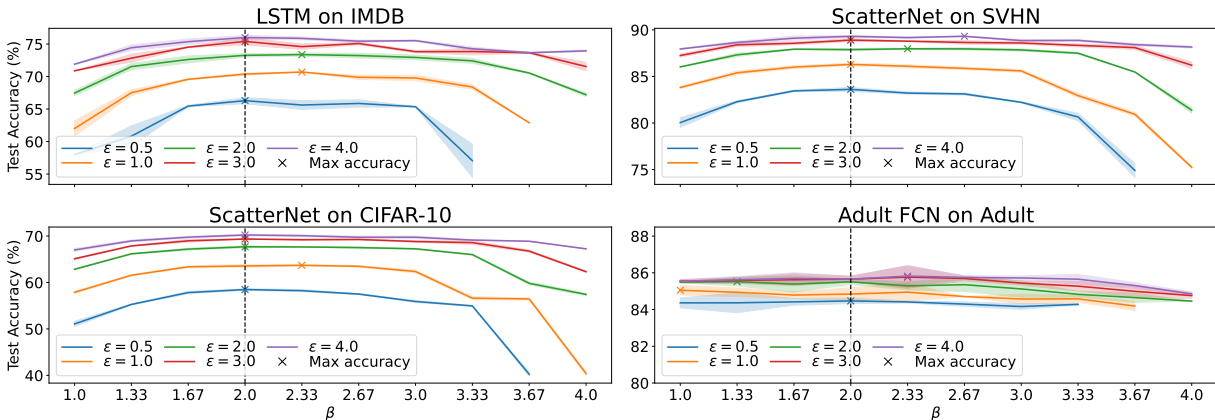 LSTM on IMDB
Test Accuracy (%)
75
70
65
60
55
ε = 0.5 ε = 2.0 ε = 4.0
ε = 1.0 ε = 3.0 Max accuracy
ScatterNet on SVHN
90
85
80
75
ε = 0.5 ε = 2.0 ε = 4.0
ε = 1.0 ε = 3.0 Max accuracy
ScatterNet on CIFAR-10
Test Accuracy (%)
70
60
50
40
ε = 0.5 ε = 2.0 ε = 4.0
ε = 1.0 ε = 3.0 Max accuracy
1.0 1.33 1.67 2.0 2.33 2.67 3.0 3.33 3.67 4.0
β
Adult FCN on Adult
88
86
84
82
80
ε = 0.5 ε = 2.0 ε = 4.0
ε = 1.0 ε = 3.0 Max accuracy
1.0 1.33 1.67 2.0 2.33 2.67 3.0 3.33 3.67 4.0
β